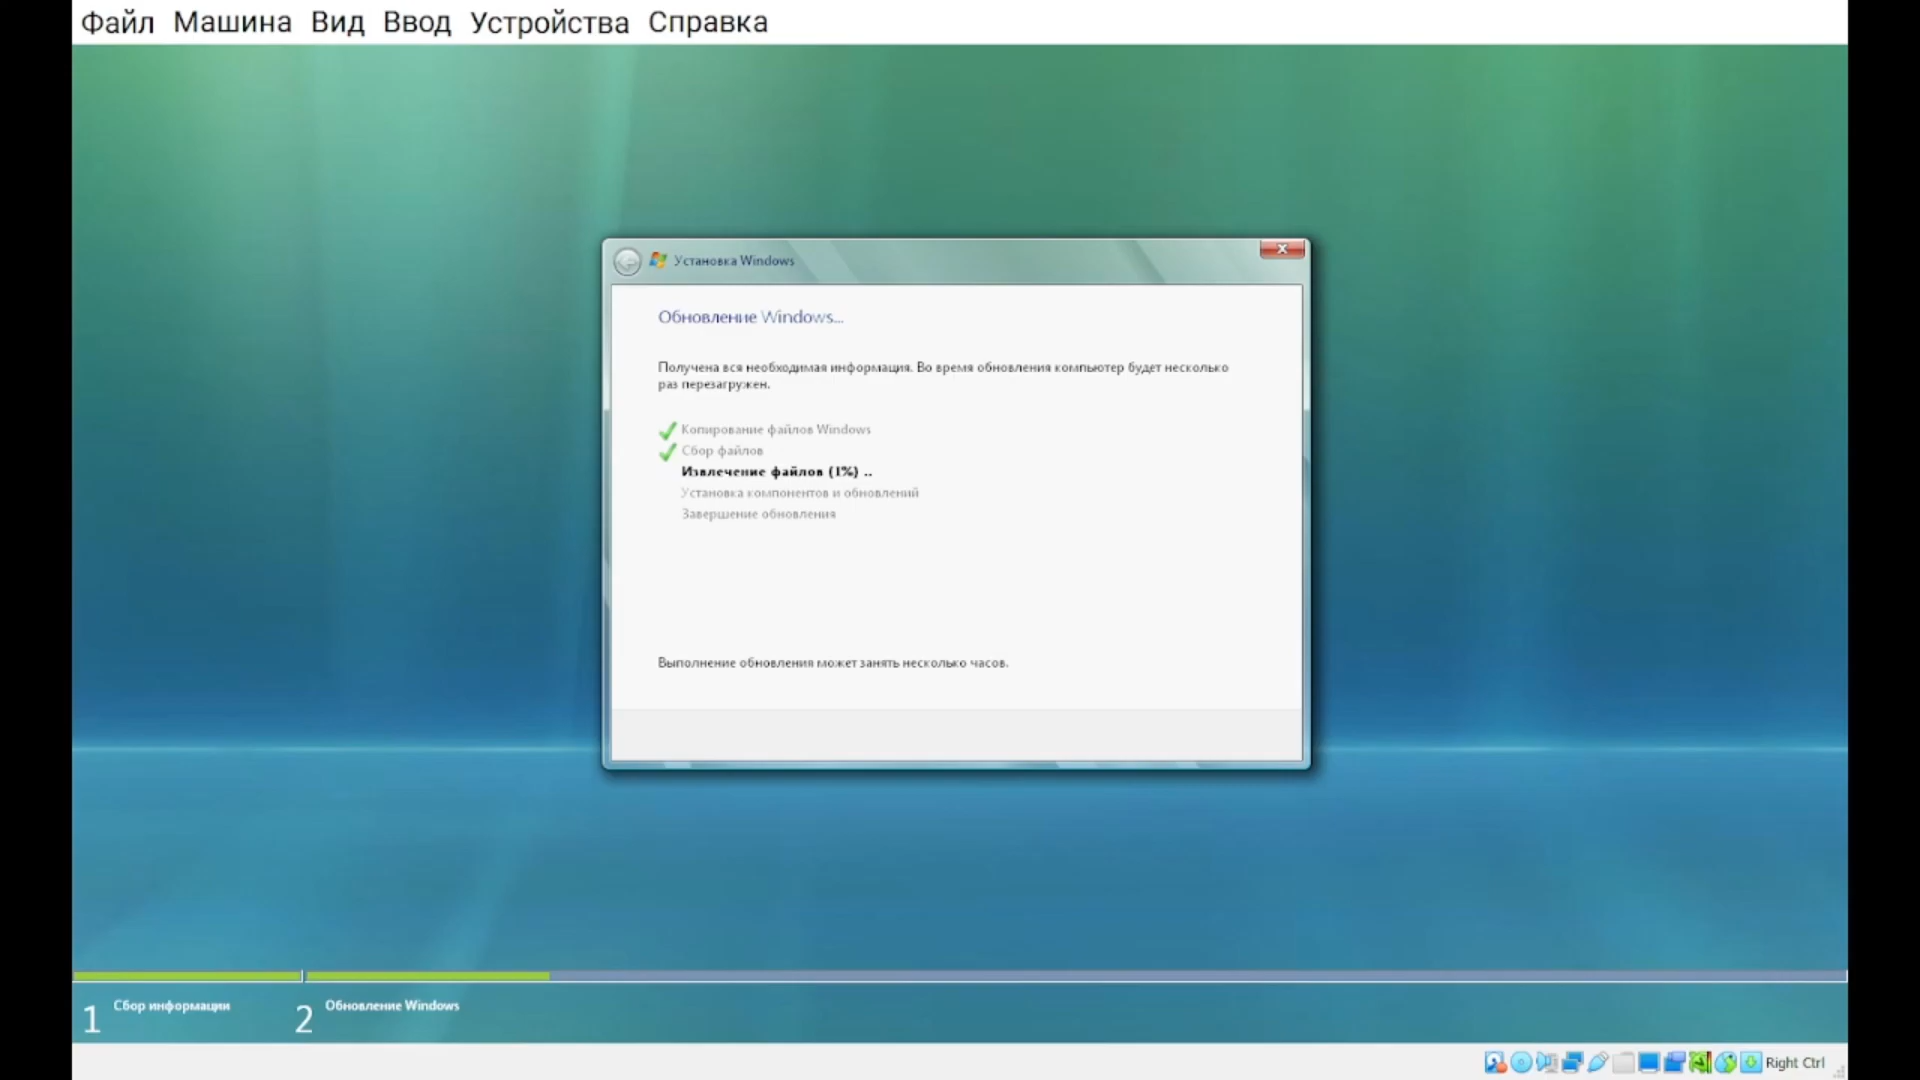 Файл Машина Вид Ввод Устройства Справка
Установка Windows
Обновление Windows...
Получена вся необходимая информация. Во время обновления компьютер будет несколько
раз перезагружен.
Копирование файлов Windows
Сбор файлов
Извлечение файлов (1%) ..
Установка компонентов и обновлений
Завершение обновления
Выполнение обновления может занять несколько часов.
1 Сбор информации 2 Обновление Windows
Right Ctrl